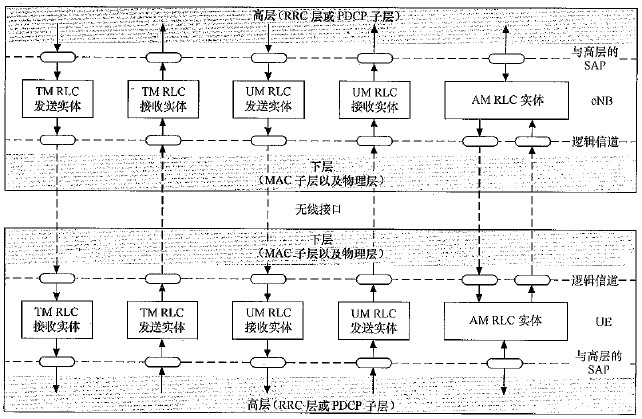 高层(RRC 层或 PDCP 子层)
与高层的
SAP
TM RLC
发送实体
TM RLC
接收实体
UM RLC
发送实体
UM RLC
接收实体
AM RLC 实体
eNB
逻辑信道
下层
(MAC 子层以及物理层)
无线接口
下层
(MAC 子层以及物理层)
逻辑信道
TM RLC
接收实体
TM RLC
发送实体
UM RLC
接收实体
UM RLC
发送实体
AM RLC 实体
UE
与高层的
SAP
高层(RRC 层或 PDCP 子层)